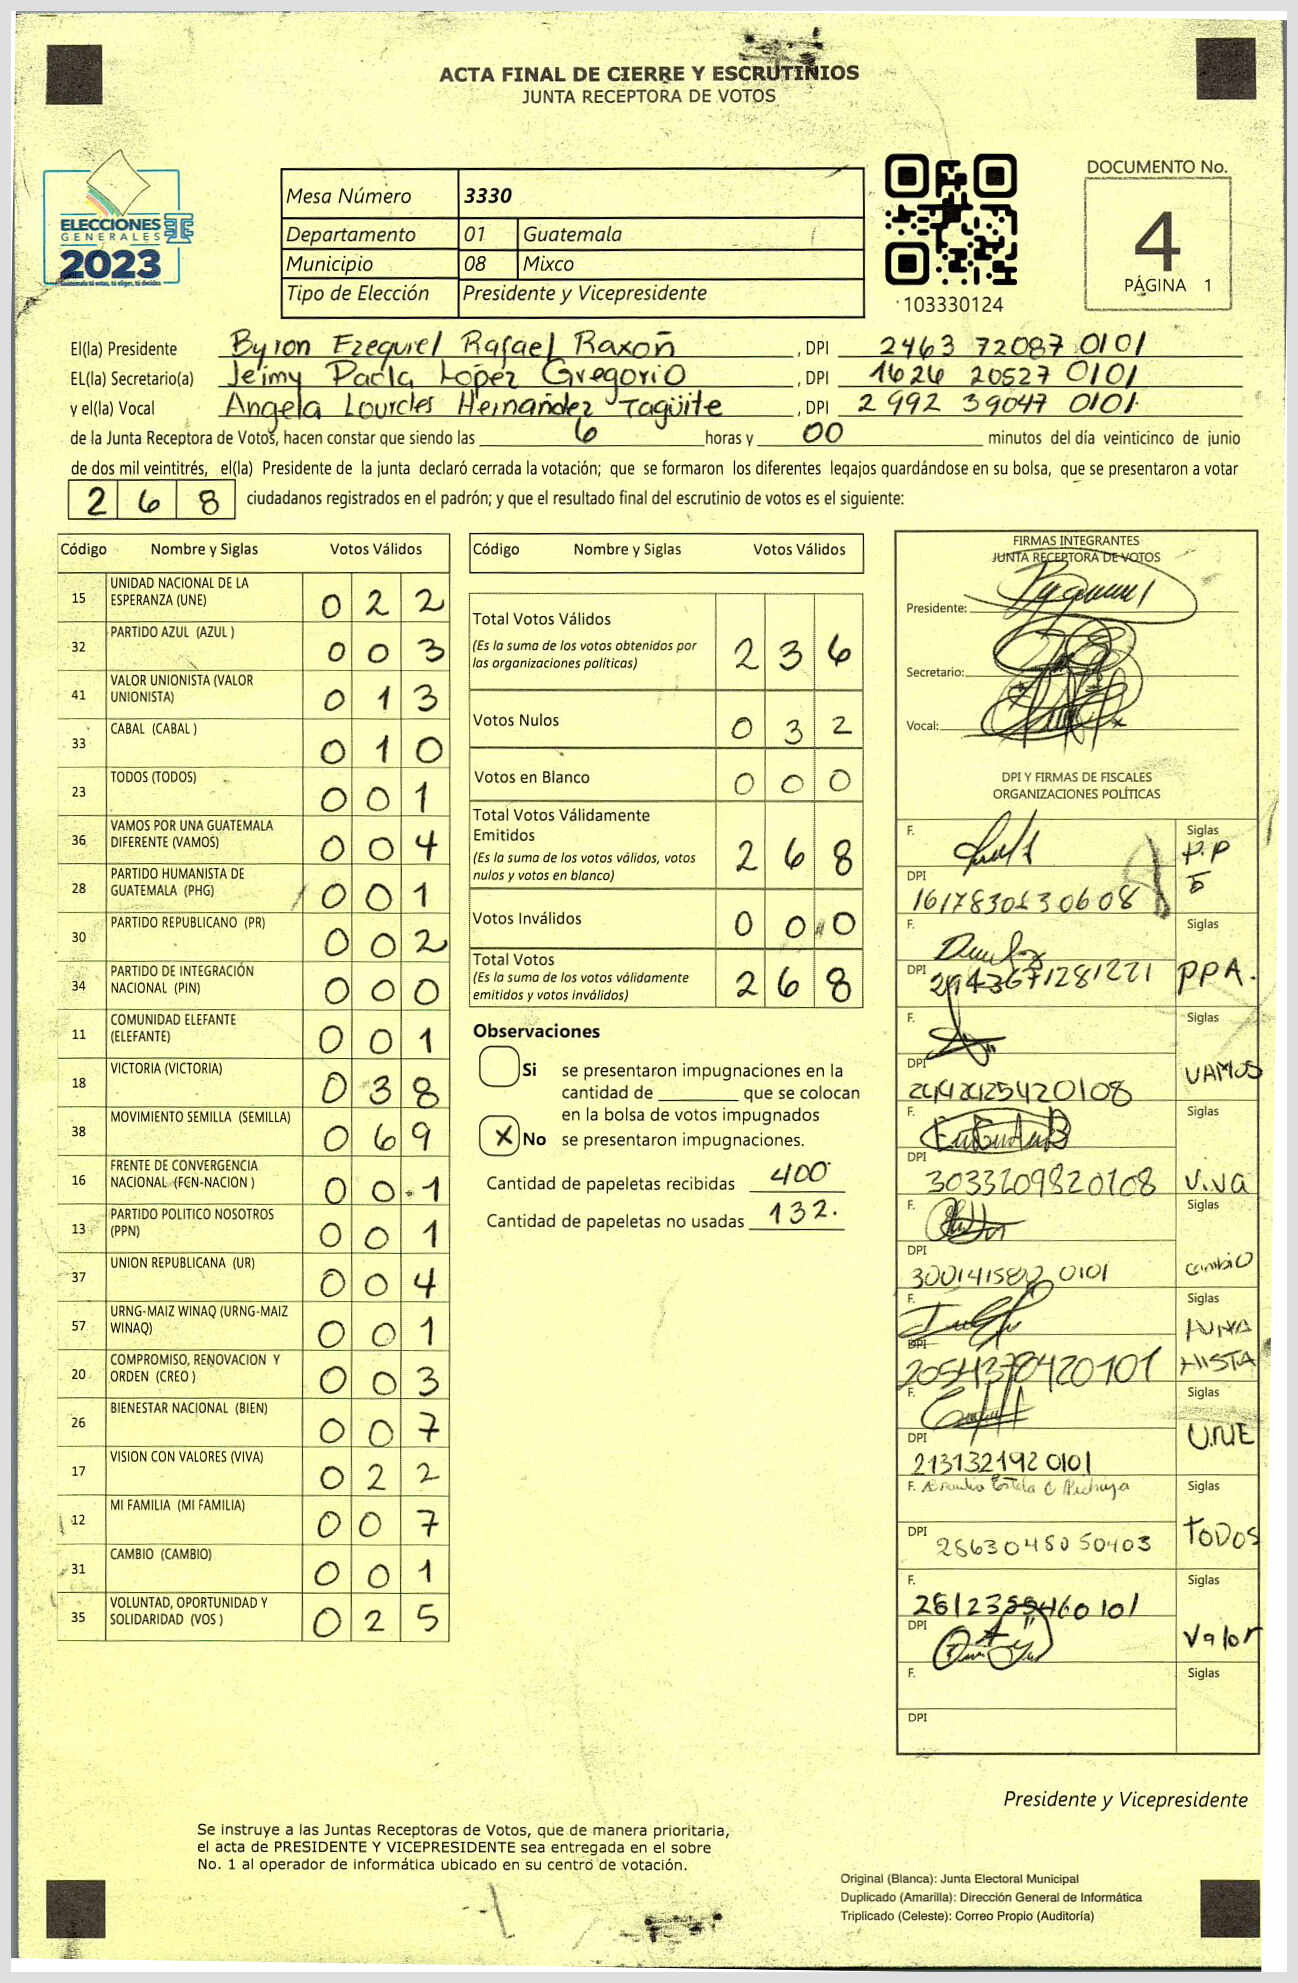 ACTA FINAL DE CIERRE Y ESCRUTINIOS
JUNTA RECEPTORA DE VOTOS
ELECCIONES
GENERALES
2023
Guatemala tú votas, tú eliges, tú decides
Mesa Número 3330
Departamento 01 Guatemala
Municipio 08 Mixco
Tipo de Elección Presidente y Vicepresidente
103330124
DOCUMENTO No.
4
PÁGINA 1
El(la) Presidente Byron Ezequiel Rafael Raxón , DPI 2463 72087 0101
EL(la) Secretario(a) Jeimy Paola López Gregorio , DPI 1626 20527 0101
y el(la) Vocal Angela Lourdes Hernández Tagüite , DPI 2992 39047 0101
de la Junta Receptora de Votos, hacen constar que siendo las 6 horas y 00 minutos del día veinticinco de junio
de dos mil veintitrés, el(la) Presidente de la junta declaró cerrada la votación; que se formaron los diferentes legajos guardándose en su bolsa, que se presentaron a votar
268 ciudadanos registrados en el padrón; y que el resultado final del escrutinio de votos es el siguiente:
Código Nombre y Siglas Votos Válidos
15 UNIDAD NACIONAL DE LA ESPERANZA (UNE) 0 2 2
32 PARTIDO AZUL (AZUL ) 0 0 3
41 VALOR UNIONISTA (VALOR UNIONISTA) 0 1 3
33 CABAL (CABAL ) 0 1 0
23 TODOS (TODOS) 0 0 1
36 VAMOS POR UNA GUATEMALA DIFERENTE (VAMOS) 0 0 4
28 PARTIDO HUMANISTA DE GUATEMALA (PHG) 0 0 1
30 PARTIDO REPUBLICANO (PR) 0 0 2
34 PARTIDO DE INTEGRACIÓN NACIONAL (PIN) 0 0 0
11 COMUNIDAD ELEFANTE (ELEFANTE) 0 0 1
18 VICTORIA (VICTORIA) 0 3 8
38 MOVIMIENTO SEMILLA (SEMILLA) 0 6 9
16 FRENTE DE CONVERGENCIA NACIONAL (FCN-NACION ) 0 0 1
13 PARTIDO POLITICO NOSOTROS (PPN) 0 0 1
37 UNION REPUBLICANA (UR) 0 0 4
57 URNG-MAIZ WINAQ (URNG-MAIZ WINAQ) 0 0 1
20 COMPROMISO, RENOVACION Y ORDEN (CREO ) 0 0 3
26 BIENESTAR NACIONAL (BIEN) 0 0 7
17 VISION CON VALORES (VIVA) 0 2 2
12 MI FAMILIA (MI FAMILIA) 0 0 7
31 CAMBIO (CAMBIO) 0 0 1
35 VOLUNTAD, OPORTUNIDAD Y SOLIDARIDAD (VOS ) 0 2 5
Código Nombre y Siglas Votos Válidos
Total Votos Válidos 2 3 6
(Es la suma de los votos obtenidos por
las organizaciones políticas)
Votos Nulos 0 3 2
Votos en Blanco 0 0 0
Total Votos Válidamente
Emitidos 2 6 8
(Es la suma de los votos válidos, votos
nulos y votos en blanco)
Votos Inválidos 0 0 0
Total Votos 2 6 8
(Es la suma de los votos válidamente
emitidos y votos inválidos)
Observaciones
Si se presentaron impugnaciones en la
cantidad de ________ que se colocan
en la bolsa de votos impugnados
X No se presentaron impugnaciones.
Cantidad de papeletas recibidas 400
Cantidad de papeletas no usadas 132
FIRMAS INTEGRANTES
JUNTA RECEPTORA DE VOTOS
Presidente:
Secretario:
Vocal:
DPI Y FIRMAS DE FISCALES
ORGANIZACIONES POLÍTICAS
F. Siglas
DPI
F. Siglas
DPI 2943671281221 PPA.
F. Siglas
DPI VAMOS
F. Siglas
DPI 3033209820108 Viva
F. Siglas
DPI Cambio
F. Siglas
DPI 2054378420101 HUMA
NISTA
F. Siglas
DPI 2131321920101 UNE
F. Siglas
DPI 2863048050403 TODOS
F. Siglas
DPI Valor
F. Siglas
DPI
Presidente y Vicepresidente
Se instruye a las Juntas Receptoras de Votos, que de manera prioritaria,
el acta de PRESIDENTE Y VICEPRESIDENTE sea entregada en el sobre
No. 1 al operador de informática ubicado en su centro de votación.
Original (Blanca): Junta Electoral Municipal
Duplicado (Amarilla): Dirección General de Informática
Triplicado (Celeste): Correo Propio (Auditoría)